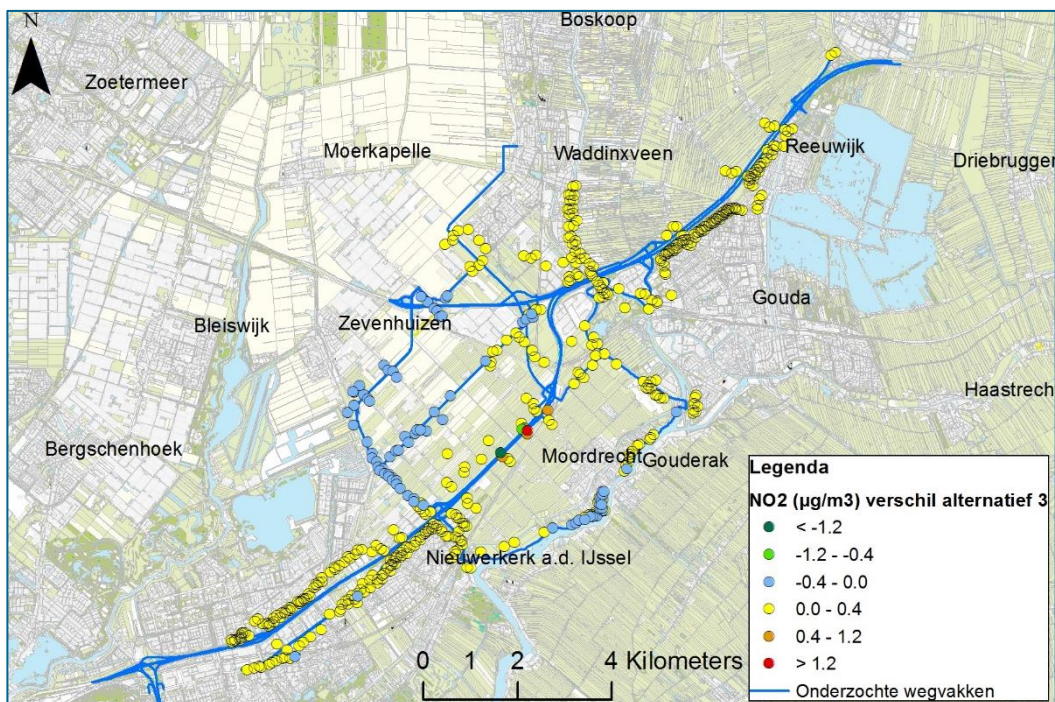 N
Boskoop
Zoetermeer
Moerkapelle
Waddinxveen
Reeuwijk
Driebruggen
Bleiswijk
Zevenhuizen
Gouda
Haastrech
Bergschenhoek
Moordrecht
Gouderak
Nieuwerkerk a.d. IJssel
0 2 4 Kilometers
Legenda
NO2 (µg/m3) verschil alternatief 3
< -1.2
-1.2 - -0.4
-0.4 - 0.0
0.0 - 0.4
0.4 - 1.2
> 1.2
Onderzochte wegvakken